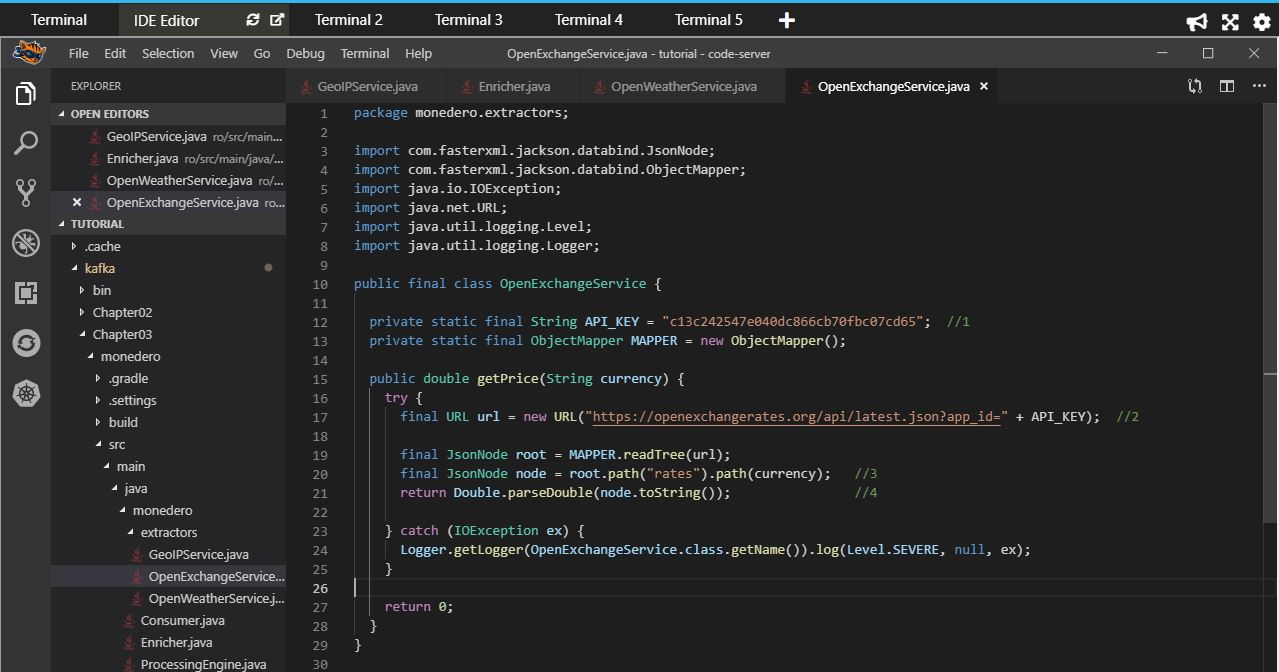 Terminal
IDE Editor
Terminal 2
Terminal 3
Terminal 4
Terminal 5
File Edit Selection View Go Debug Terminal Help
OpenExchangeService.java - tutorial - code-server
EXPLORER
OPEN EDITORS
GeoIPService.java ro/src/main...
Enricher.java ro/src/main/java/...
OpenWeatherService.java ro/...
OpenExchangeService.java ro...
TUTORIAL
.cache
kafka
bin
Chapter02
Chapter03
monedero
.gradle
.settings
build
src
main
java
monedero
extractors
GeoIPService.java
OpenExchangeService...
OpenWeatherService.j...
Consumer.java
Enricher.java
ProcessingEngine.java
GeoIPService.java
Enricher.java
OpenWeatherService.java
OpenExchangeService.java
1 package monedero.extractors;
2
3 import com.fasterxml.jackson.databind.JsonNode;
4 import com.fasterxml.jackson.databind.ObjectMapper;
5 import java.io.IOException;
6 import java.net.URL;
7 import java.util.logging.Level;
8 import java.util.logging.Logger;
9
10 public final class OpenExchangeService {
11
12 private static final String API_KEY = "c13c242547e040dc866cb70fbc07cd65"; //1
13 private static final ObjectMapper MAPPER = new ObjectMapper();
14
15 public double getPrice(String currency) {
16 try {
17 final URL url = new URL("https://openexchangerates.org/api/latest.json?app_id=" + API_KEY); //2
18
19 final JsonNode root = MAPPER.readTree(url);
20 final JsonNode node = root.path("rates").path(currency); //3
21 return Double.parseDouble(node.toString()); //4
22
23 } catch (IOException ex) {
24 Logger.getLogger(OpenExchangeService.class.getName()).log(Level.SEVERE, null, ex);
25 }
26
27 return 0;
28 }
29 }
30